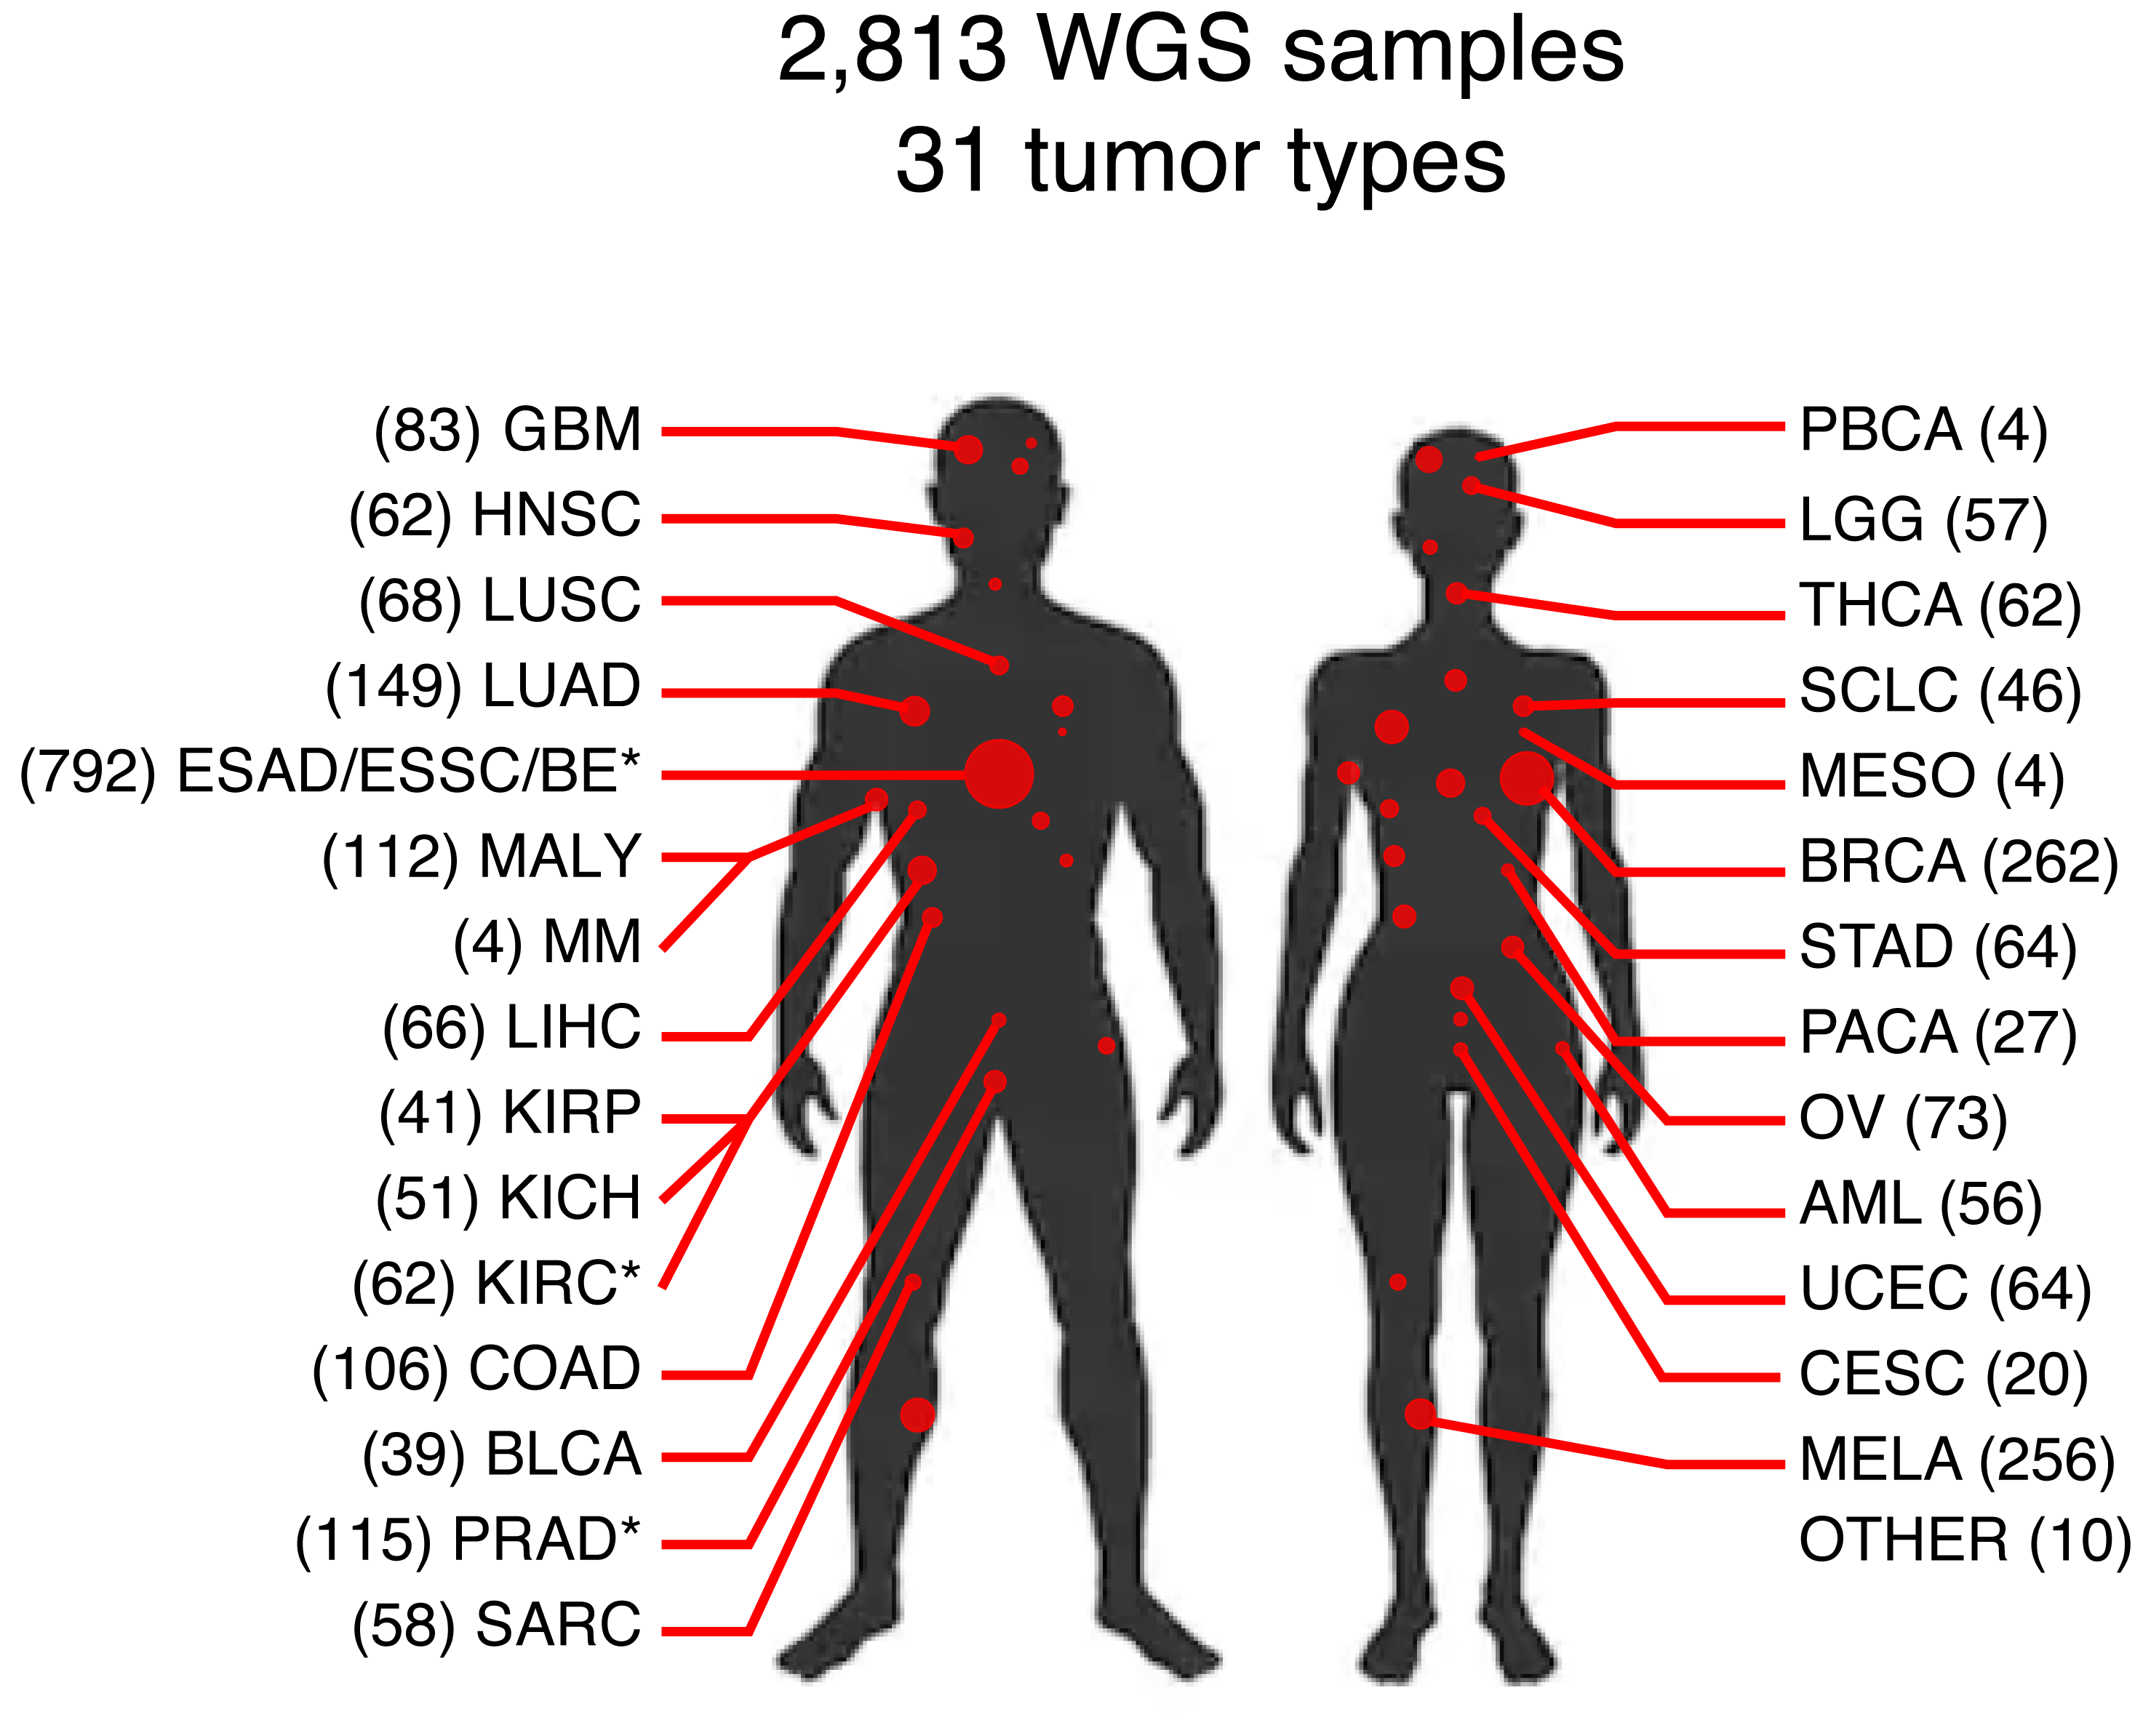 2,813 WGS samples
31 tumor types
(83) GBM
(62) HNSC
(68) LUSC
(149) LUAD
(792) ESAD/ESSC/BE*
(112) MALY
(4) MM
(66) LIHC
(41) KIRP
(51) KICH
(62) KIRC*
(106) COAD
(39) BLCA
(115) PRAD*
(58) SARC
PBCA (4)
LGG (57)
THCA (62)
SCLC (46)
MESO (4)
BRCA (262)
STAD (64)
PACA (27)
OV (73)
AML (56)
UCEC (64)
CESC (20)
MELA (256)
OTHER (10)